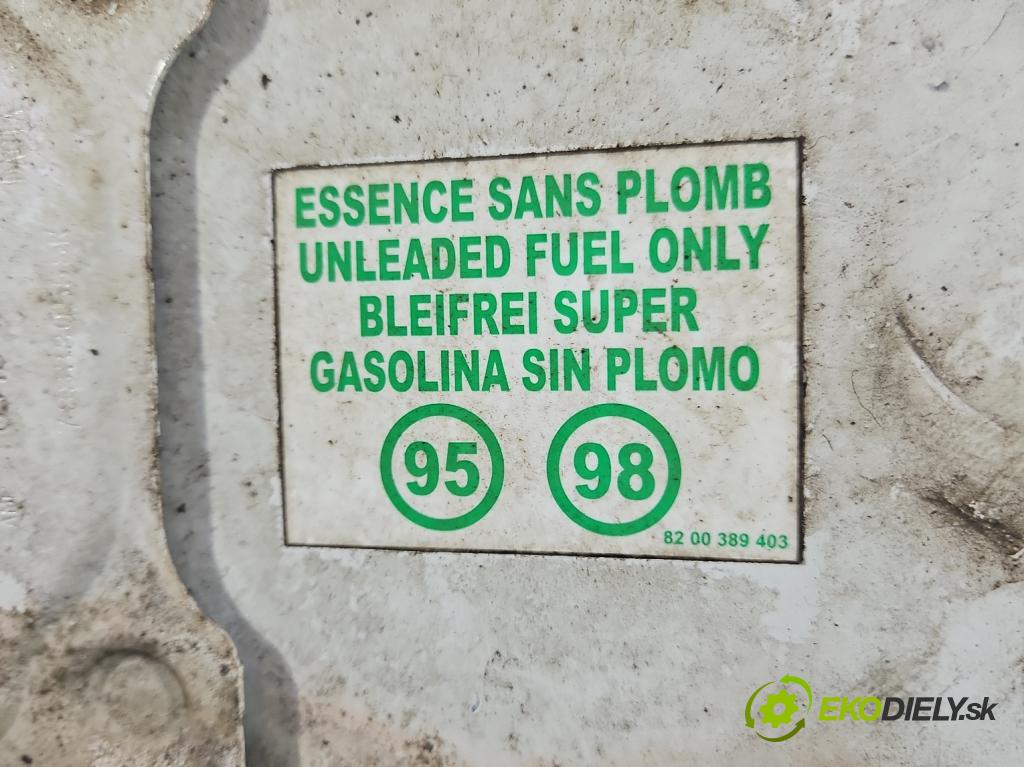 ESSENCE SANS PLOMB
UNLEADED FUEL ONLY
BLEIFREI SUPER
GASOLINA SIN PLOMO
95 98
82 00 389 403
EKODIELY.sk